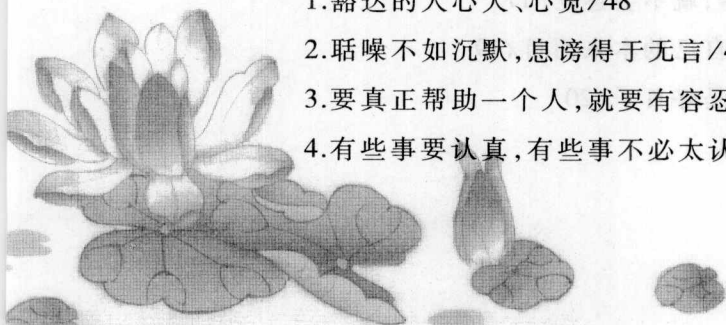 1.豁达的人心大、心宽/48
2.聒噪不如沉默,息谤得于无言/
3.要真正帮助一个人,就要有容忍
4.有些事要认真,有些事不必太认